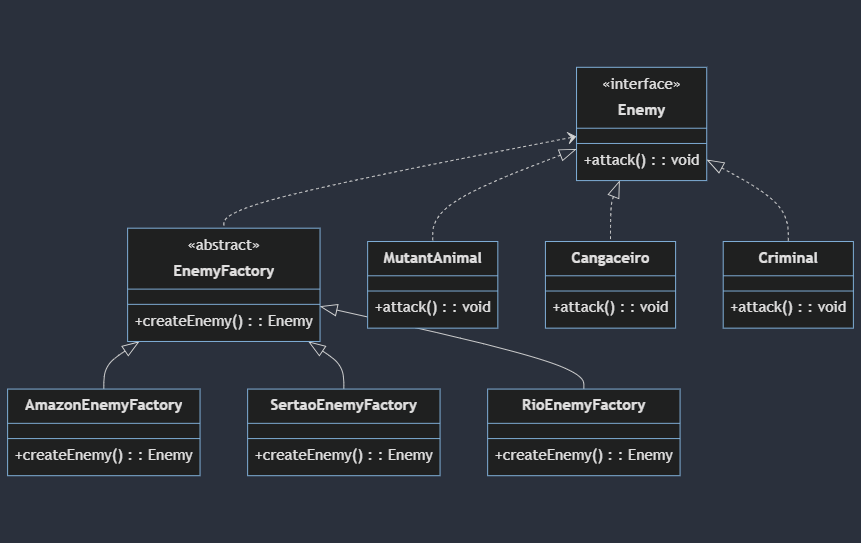 «interface»
Enemy
+attack() : : void
«abstract»
EnemyFactory
+createEnemy() : : Enemy
MutantAnimal
+attack() : : void
Cangaceiro
+attack() : : void
Criminal
+attack() : : void
AmazonEnemyFactory
+createEnemy() : : Enemy
SertaoEnemyFactory
+createEnemy() : : Enemy
RioEnemyFactory
+createEnemy() : : Enemy